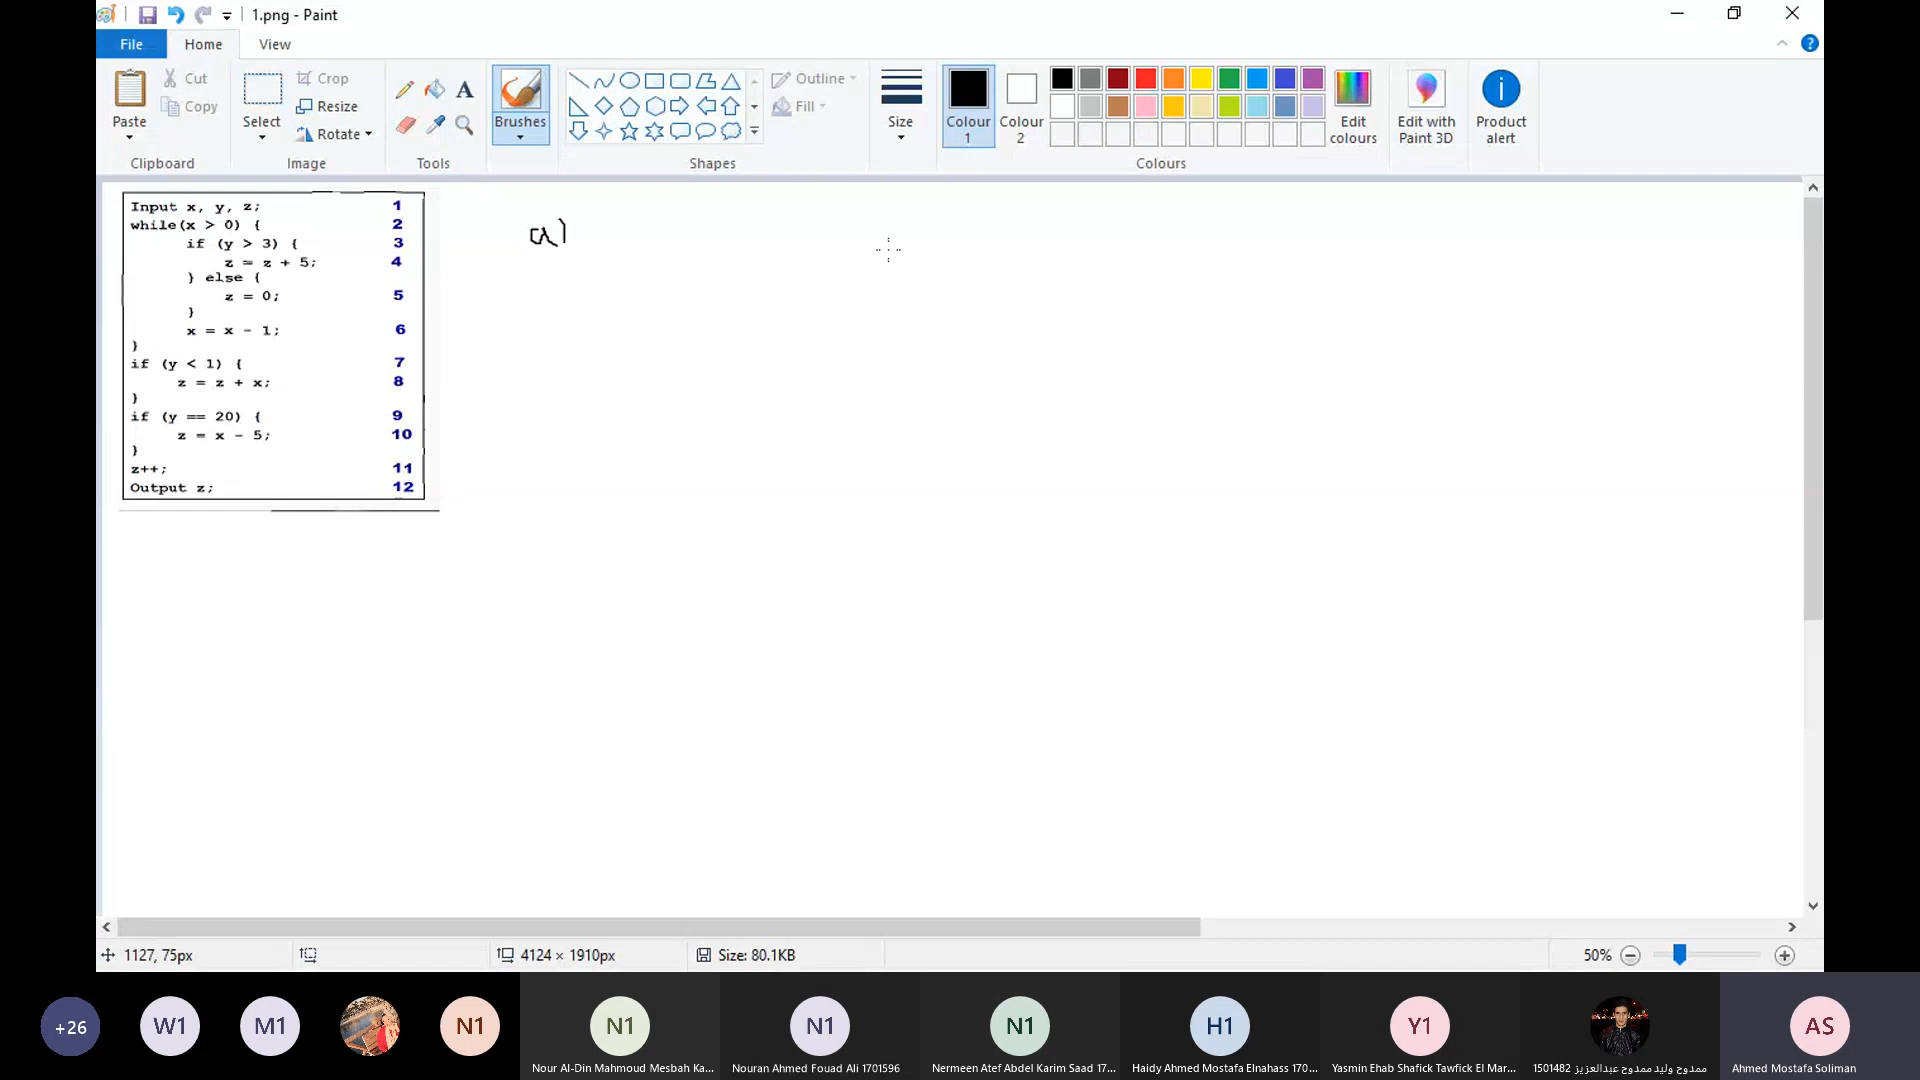 1.png - Paint
File Home View
Paste Cut Copy Clipboard
Select Crop Resize Rotate Image
Tools
Brushes
Shapes
Outline Fill
Size
Colour 1 Colour 2
Edit colours
Colours
Edit with Paint 3D
Product alert
Input x, y, z; 1
while(x > 0) { 2
if (y > 3) { 3
z = z + 5; 4
} else {
z = 0; 5
}
x = x - 1; 6
}
if (y < 1) { 7
z = z + x; 8
}
if (y == 20) { 9
z = x - 5; 10
}
z++; 11
Output z; 12
a)
1127, 75px 4124 × 1910px Size: 80.1KB 50%
+26 W1 M1 N1 N1 N1 N1 H1 Y1 AS
Nour Al-Din Mahmoud Mesbah Ka... Nouran Ahmed Fouad Ali 1701596 Nermeen Atef Abdel Karim Saad 17... Haidy Ahmed Mostafa Elnahass 170... Yasmin Ehab Shafick Tawfick El Mar... ممدوح وليد ممدوح عبدالعزيز 1501482 Ahmed Mostafa Soliman